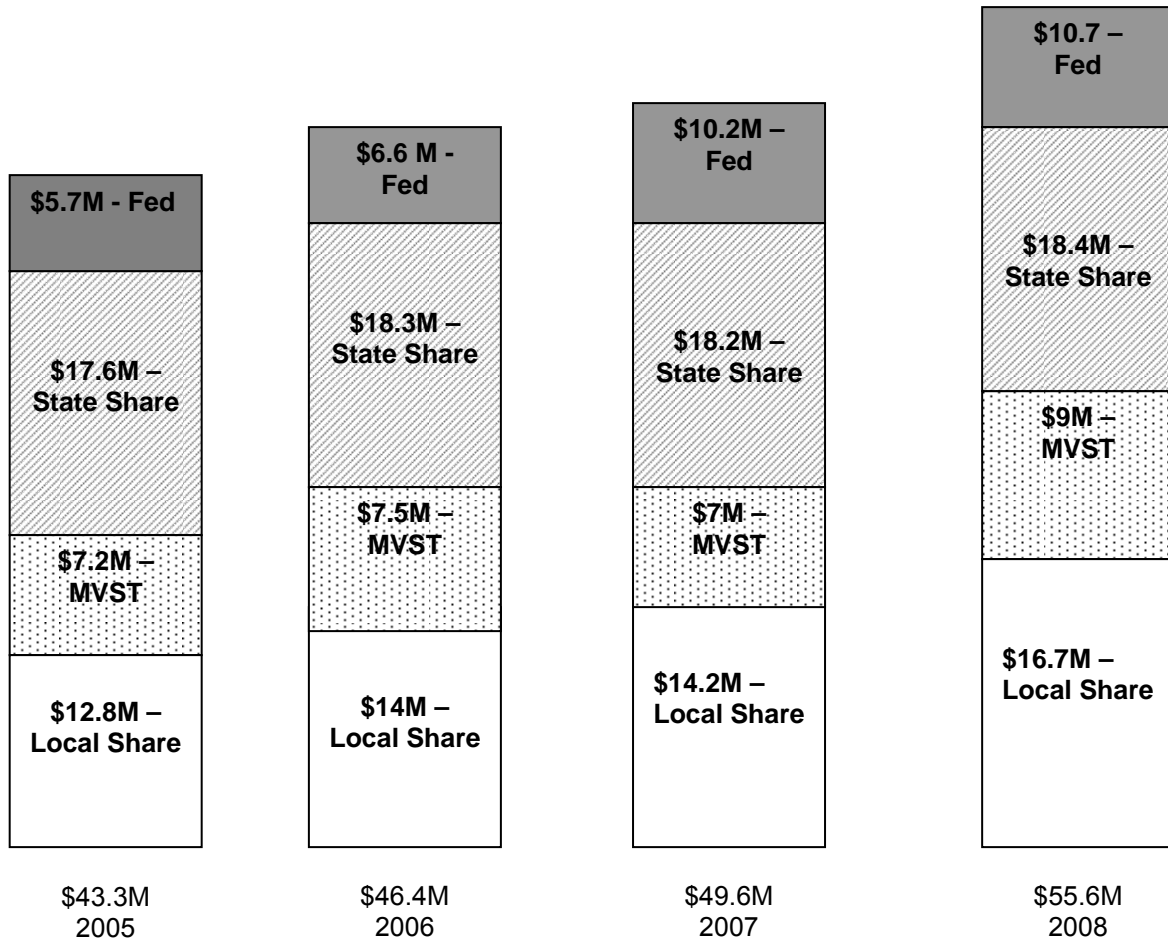 $5.7M - Fed
$17.6M –
State Share
$7.2M –
MVST
$12.8M –
Local Share
$43.3M
2005
$6.6 M -
Fed
$18.3M –
State Share
$7.5M –
MVST
$14M –
Local Share
$46.4M
2006
$10.2M –
Fed
$18.2M –
State Share
$7M –
MVST
$14.2M –
Local Share
$49.6M
2007
$10.7 –
Fed
$18.4M –
State Share
$9M –
MVST
$16.7M –
Local Share
$55.6M
2008